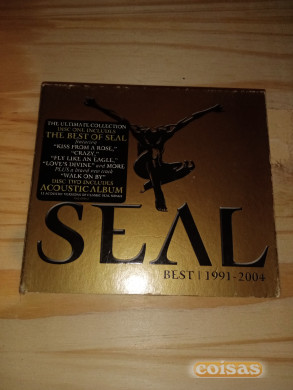 THE ULTIMATE COLLECTION
DISC ONE INCLUDES
THE BEST OF SEAL
featuring
"KISS FROM A ROSE,"
"CRAZY,"
"FLY LIKE AN EAGLE,"
"LOVE'S DIVINE" and MORE
PLUS a brand new track
"WALK ON BY"
DISC TWO INCLUDES
ACOUSTIC ALBUM
SEAL
BEST | 1991-2004
coisas